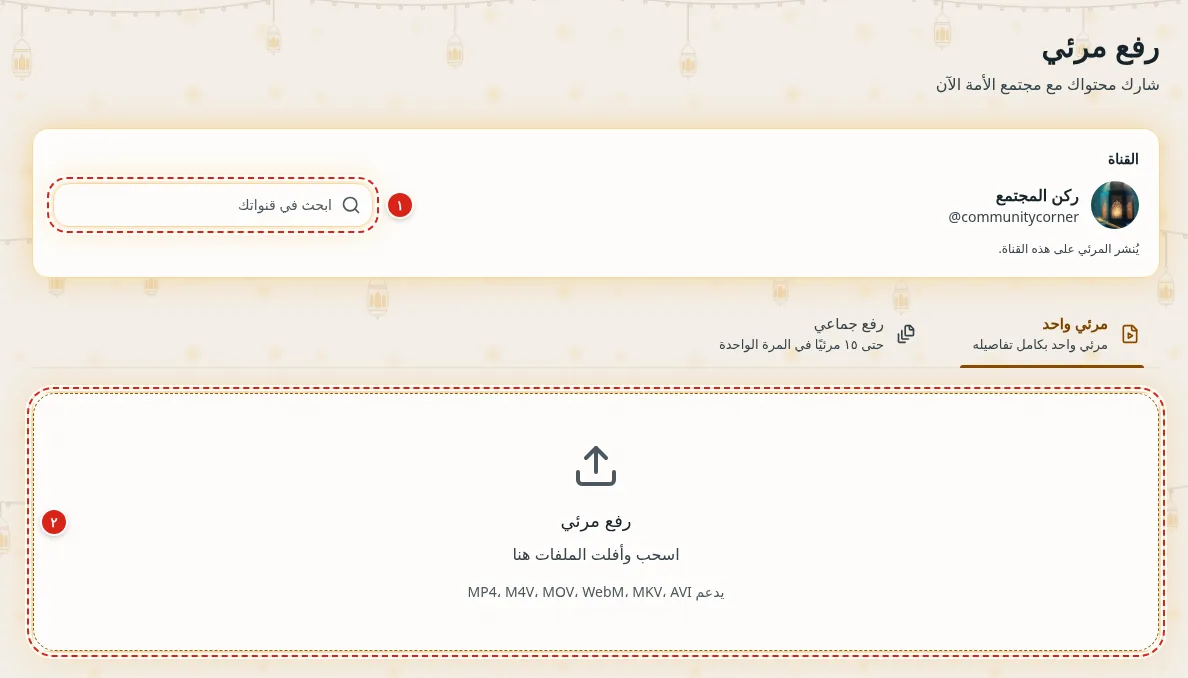 رفع مرئي
شارك محتواك مع مجتمع الأمة الآن
القناة
ركن المجتمع
@communitycorner
يُنشر المرئي على هذه القناة.
١
ابحث في قنواتك
مرئي واحد
مرئي واحد بكامل تفاصيله
رفع جماعي
حتى ١٥ مرئيًا في المرة الواحدة
رفع مرئي
اسحب وأفلت الملفات هنا
يدعم MP4، M4V، MOV، WebM، MKV، AVI
٢